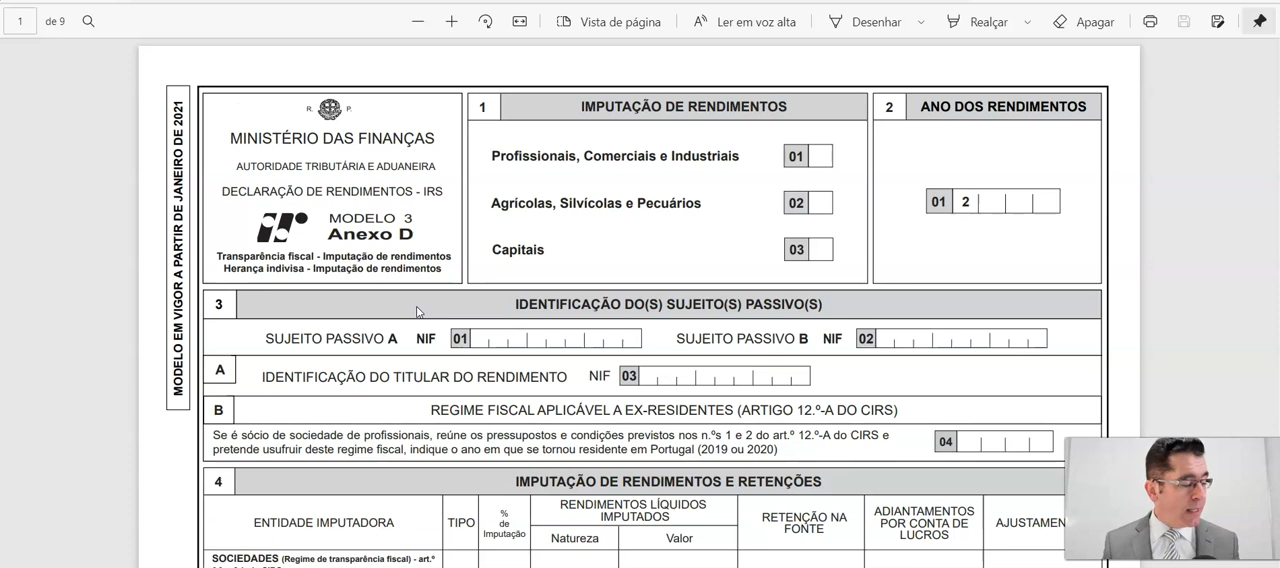 1 de 9 Vista de página Ler em voz alta Desenhar Realçar Apagar
MODELO EM VIGOR A PARTIR DE JANEIRO DE 2021
R. P.
MINISTÉRIO DAS FINANÇAS
AUTORIDADE TRIBUTÁRIA E ADUANEIRA
DECLARAÇÃO DE RENDIMENTOS - IRS
MODELO 3
Anexo D
Transparência fiscal - Imputação de rendimentos
Herança indivisa - Imputação de rendimentos
1 IMPUTAÇÃO DE RENDIMENTOS
Profissionais, Comerciais e Industriais 01
Agrícolas, Silvícolas e Pecuários 02
Capitais 03
2 ANO DOS RENDIMENTOS
01 2
3 IDENTIFICAÇÃO DO(S) SUJEITO(S) PASSIVO(S)
SUJEITO PASSIVO A NIF 01 SUJEITO PASSIVO B NIF 02
A IDENTIFICAÇÃO DO TITULAR DO RENDIMENTO NIF 03
B REGIME FISCAL APLICÁVEL A EX-RESIDENTES (ARTIGO 12.º-A DO CIRS)
Se é sócio de sociedade de profissionais, reúne os pressupostos e condições previstos nos n.ºs 1 e 2 do art.º 12.º-A do CIRS e
pretende usufruir deste regime fiscal, indique o ano em que se tornou residente em Portugal (2019 ou 2020) 04
4 IMPUTAÇÃO DE RENDIMENTOS E RETENÇÕES
ENTIDADE IMPUTADORA
TIPO
%
de
Imputação
RENDIMENTOS LÍQUIDOS
IMPUTADOS
Natureza Valor
RETENÇÃO NA
FONTE
ADIANTAMENTOS
POR CONTA DE
LUCROS
AJUSTAMEN
SOCIEDADES (Regime de transparência fiscal) - art.º